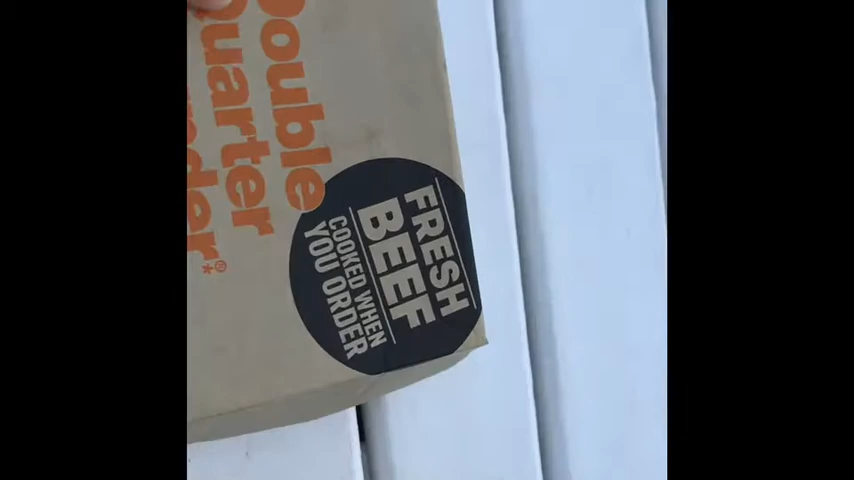 Double
Quarter
FRESH
BEEF
COOKED WHEN
YOU ORDER